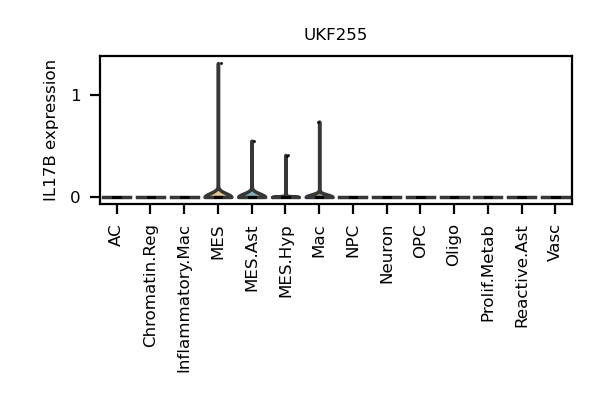 UKF255
IL17B expression
1
0
AC
Chromatin.Reg
Inflammatory.Mac
MES
MES.Ast
MES.Hyp
Mac
NPC
Neuron
OPC
Oligo
Prolif.Metab
Reactive.Ast
Vasc